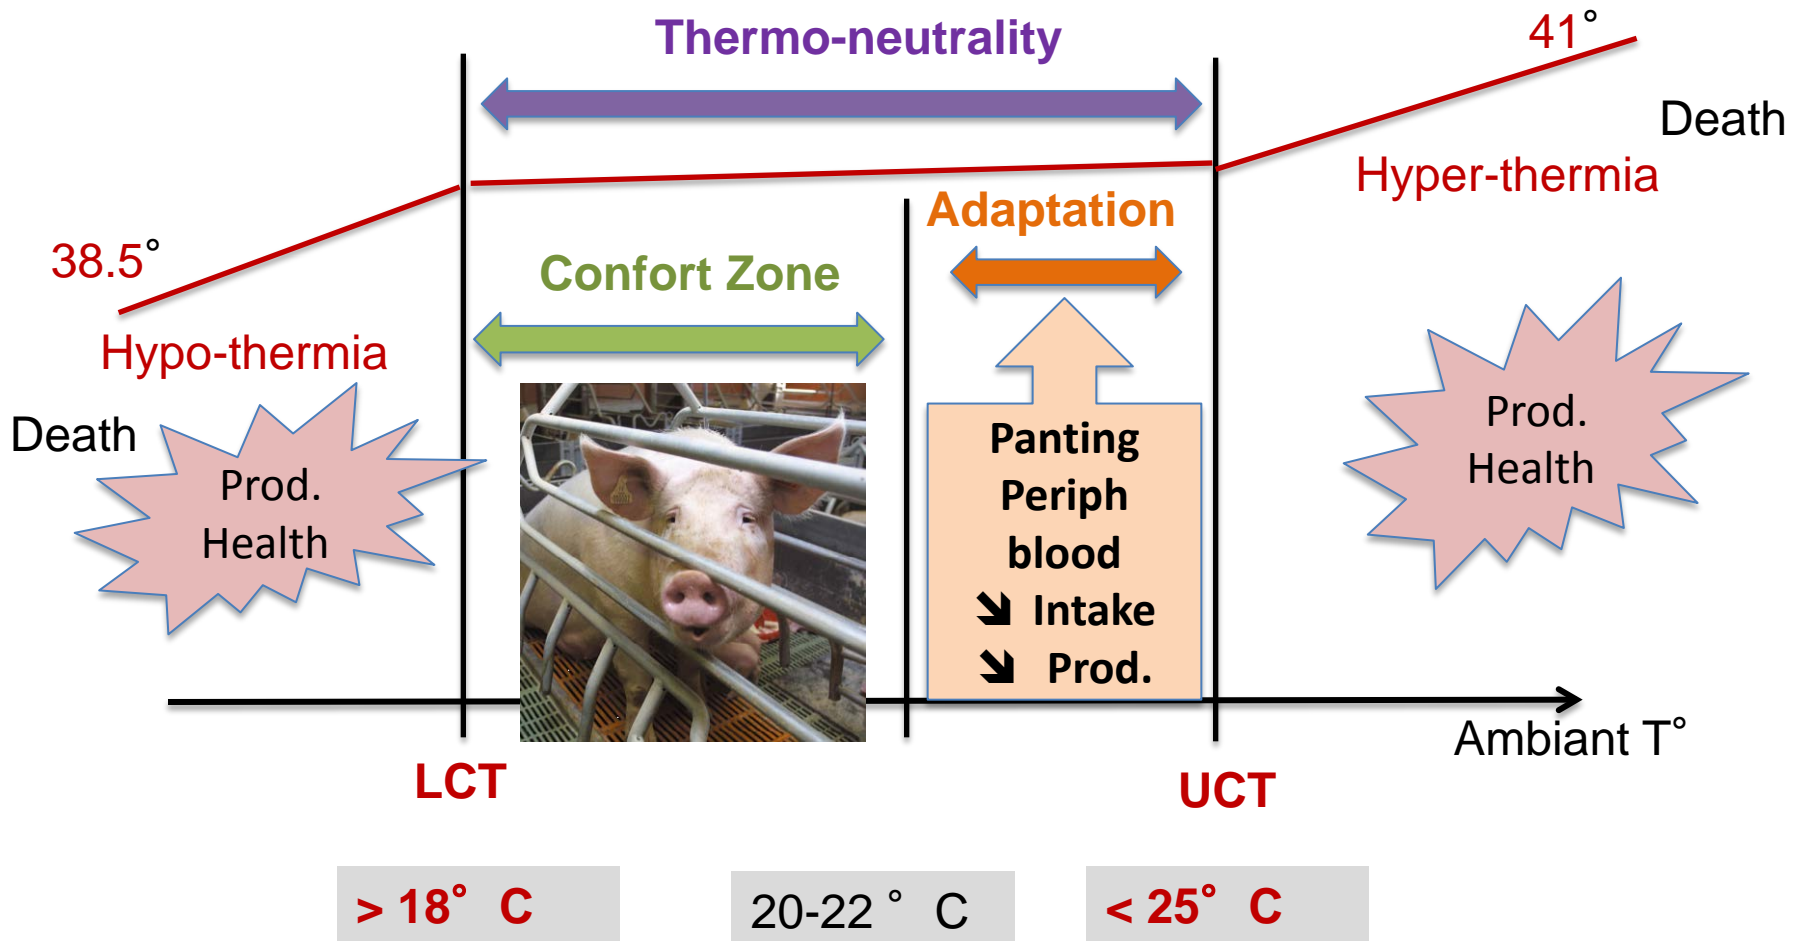 Thermo-neutrality
41°
Death
Hyper-thermia
Adaptation
38.5°
Confort Zone
Hypo-thermia
Death
Prod.
Health
Panting
Periph
blood
➘ Intake
➘ Prod.
Prod.
Health
Ambiant T°
LCT
UCT
> 18° C
20-22 ° C
< 25° C